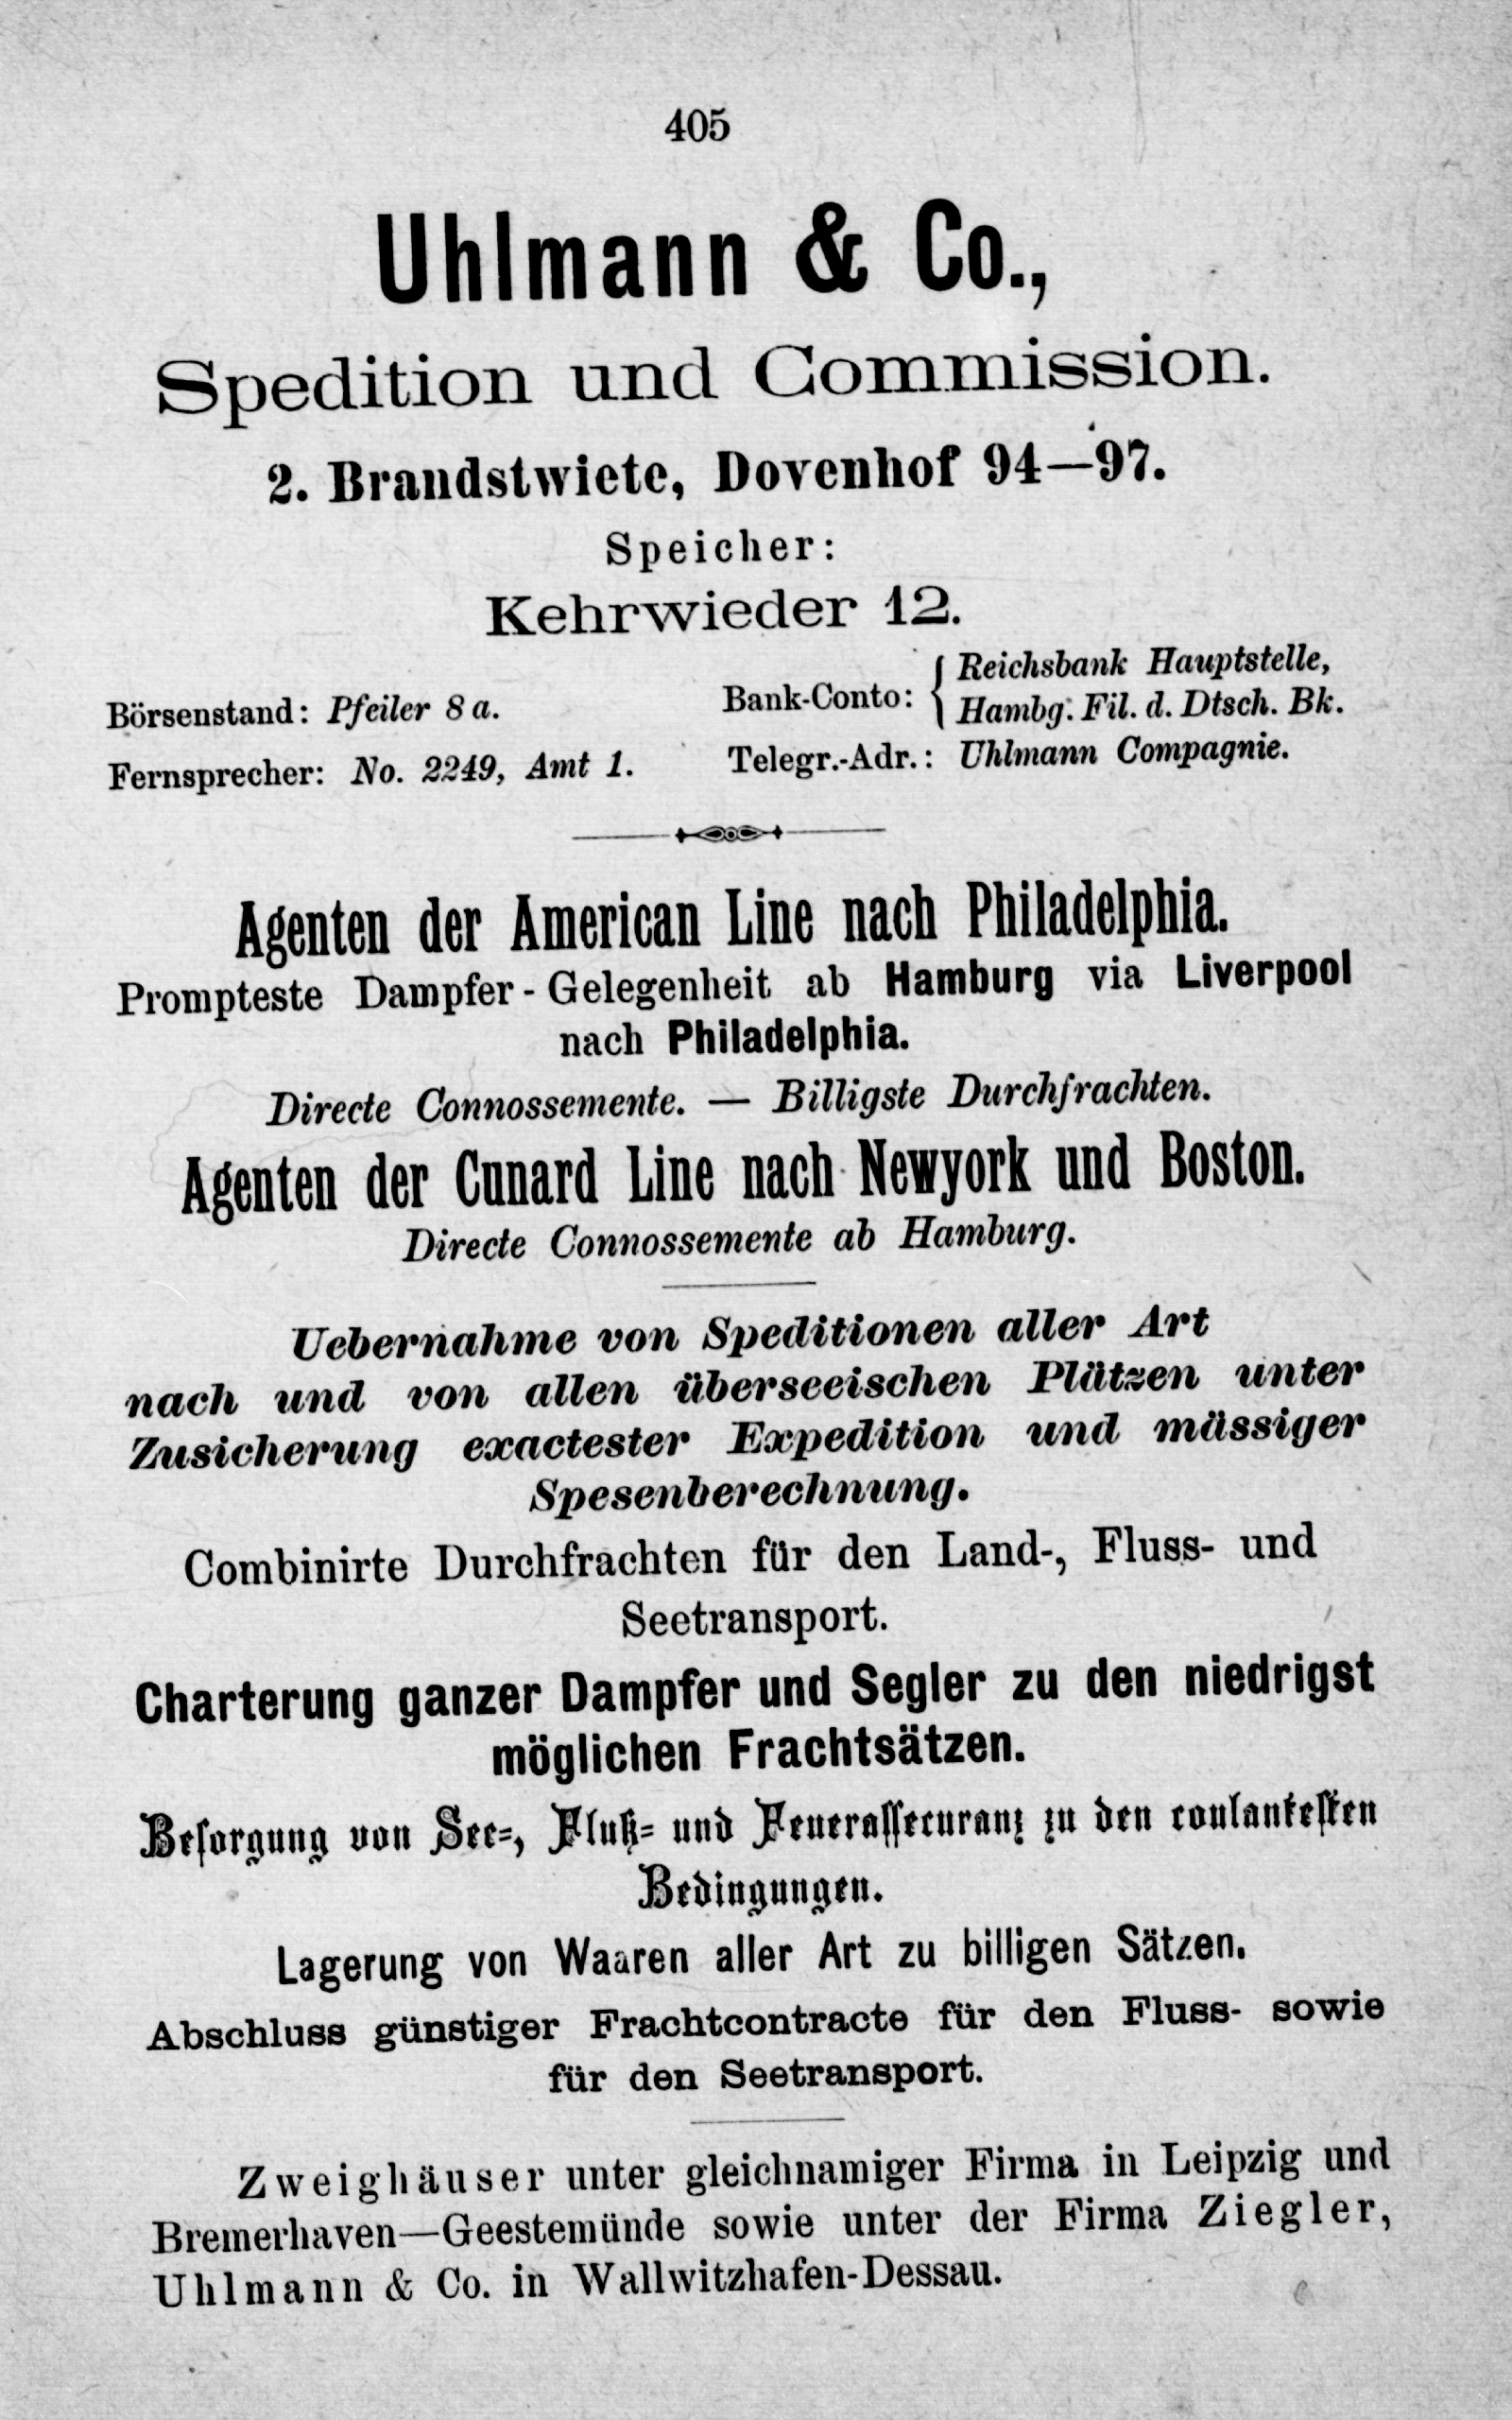 405
Uhlmann & Co.,
Spedition und Commission.
2. Brandstwiete, Dovenhof 94—97.
Speicher:
Kehrwieder 12.
Börsenstand: Pfeiler 8 a.
Fernsprecher: No. 2249, Amt 1.
Bank-Conto: { Reichsbank Hauptstelle,
Hambg. Fil. d. Dtsch. Bk.
Telegr.-Adr.: Uhlmann Compagnie.
Agenten der American Line nach Philadelphia.
Prompteste Dampfer-Gelegenheit ab Hamburg via Liverpool
nach Philadelphia.
Directe Connossemente. — Billigste Durchfrachten.
Agenten der Cunard Line nach Newyork und Boston.
Directe Connossemente ab Hamburg.
Uebernahme von Speditionen aller Art
nach und von allen überseeischen Plätzen unter
Zusicherung exactester Expedition und mässiger
Spesenberechnung.
Combinirte Durchfrachten für den Land-, Fluss- und
Seetransport.
Charterung ganzer Dampfer und Segler zu den niedrigst
möglichen Frachtsätzen.
Besorgung von See-, Fluß- und Feuerassecuranz zu den coulantesten
Bedingungen.
Lagerung von Waaren aller Art zu billigen Sätzen.
Abschluss günstiger Frachtcontracte für den Fluss- sowie
für den Seetransport.
Zweighäuser unter gleichnamiger Firma in Leipzig und
Bremerhaven—Geestemünde sowie unter der Firma Ziegler,
Uhlmann & Co. in Wallwitzhafen-Dessau.